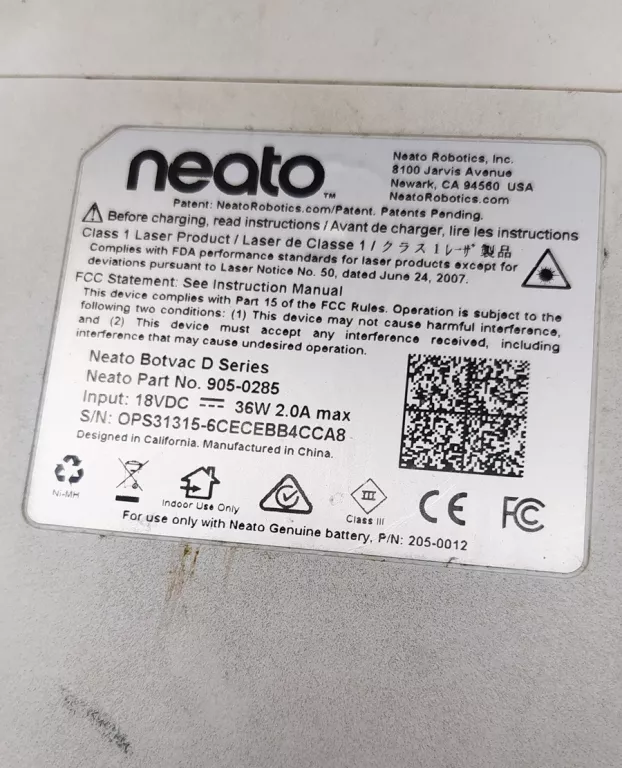 neato™
Neato Robotics, Inc.
8100 Jarvis Avenue
Newark, CA 94560 USA
NeatoRobotics.com
Patent: NeatoRobotics.com/Patent. Patents Pending.
Before charging, read instructions / Avant de charger, lire les instructions
Class 1 Laser Product / Laser de Classe 1 / クラス 1 レーザ 製品
Complies with FDA performance standards for laser products except for
deviations pursuant to Laser Notice No. 50, dated June 24, 2007.
FCC Statement: See Instruction Manual
This device complies with Part 15 of the FCC Rules. Operation is subject to the
following two conditions: (1) This device may not cause harmful interference,
and (2) This device must accept any interference received, including
interference that may cause undesired operation.
Neato Botvac D Series
Neato Part No. 905-0285
Input: 18VDC ⎓ 36W 2.0A max
S/N: OPS31315-6CECEBB4CCA8
Designed in California. Manufactured in China.
Ni-MH
Indoor Use Only
III
Class III
CE
FC
For use only with Neato Genuine battery, P/N: 205-0012